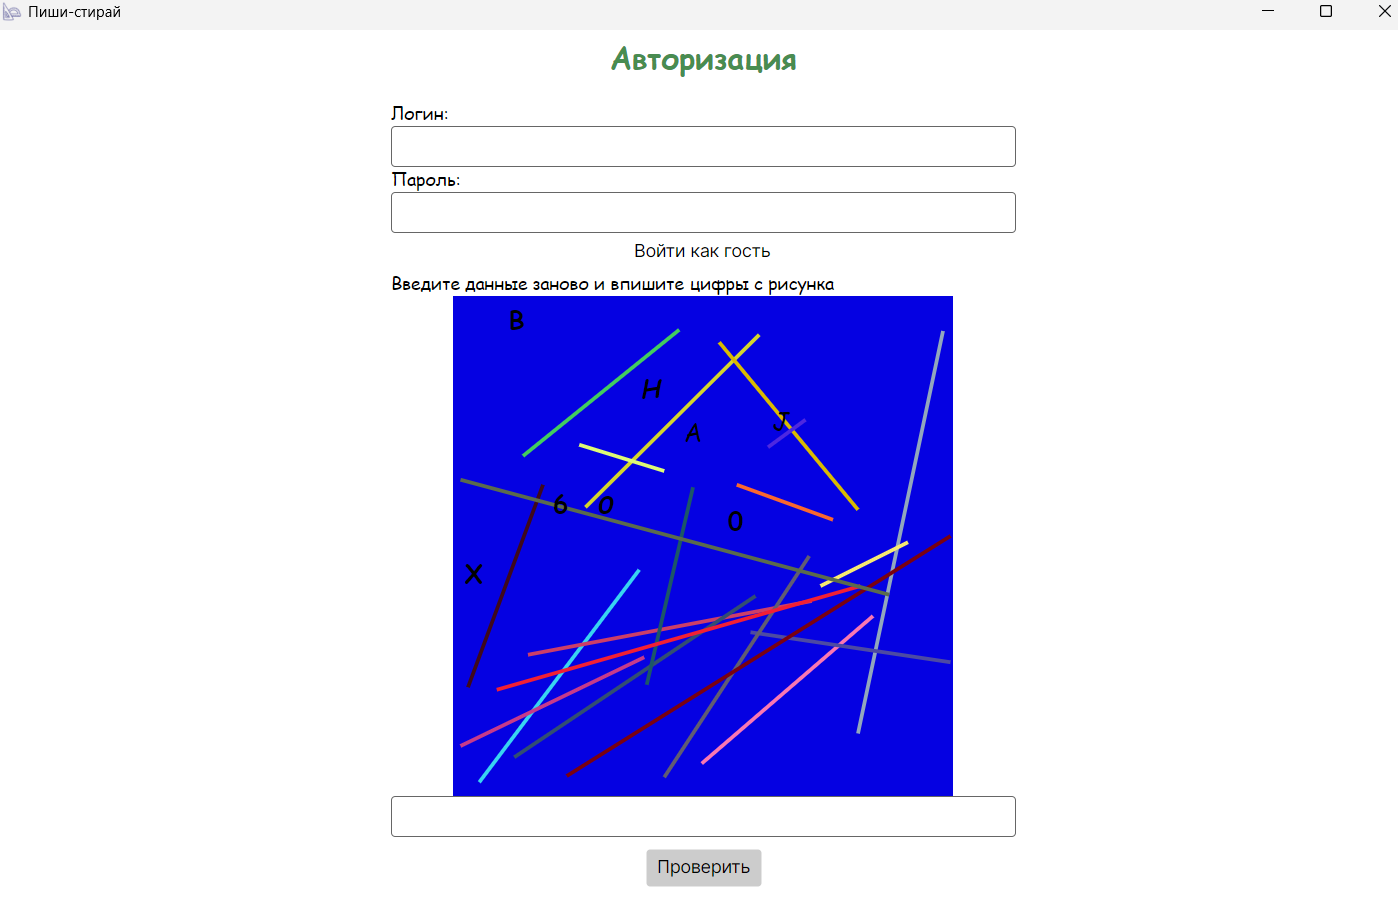 Пиши-стирай
Авторизация
Логин:
Пароль:
Войти как гость
Введите данные заново и впишите цифры с рисунка
B
H
A
J
6
0
0
X
Проверить